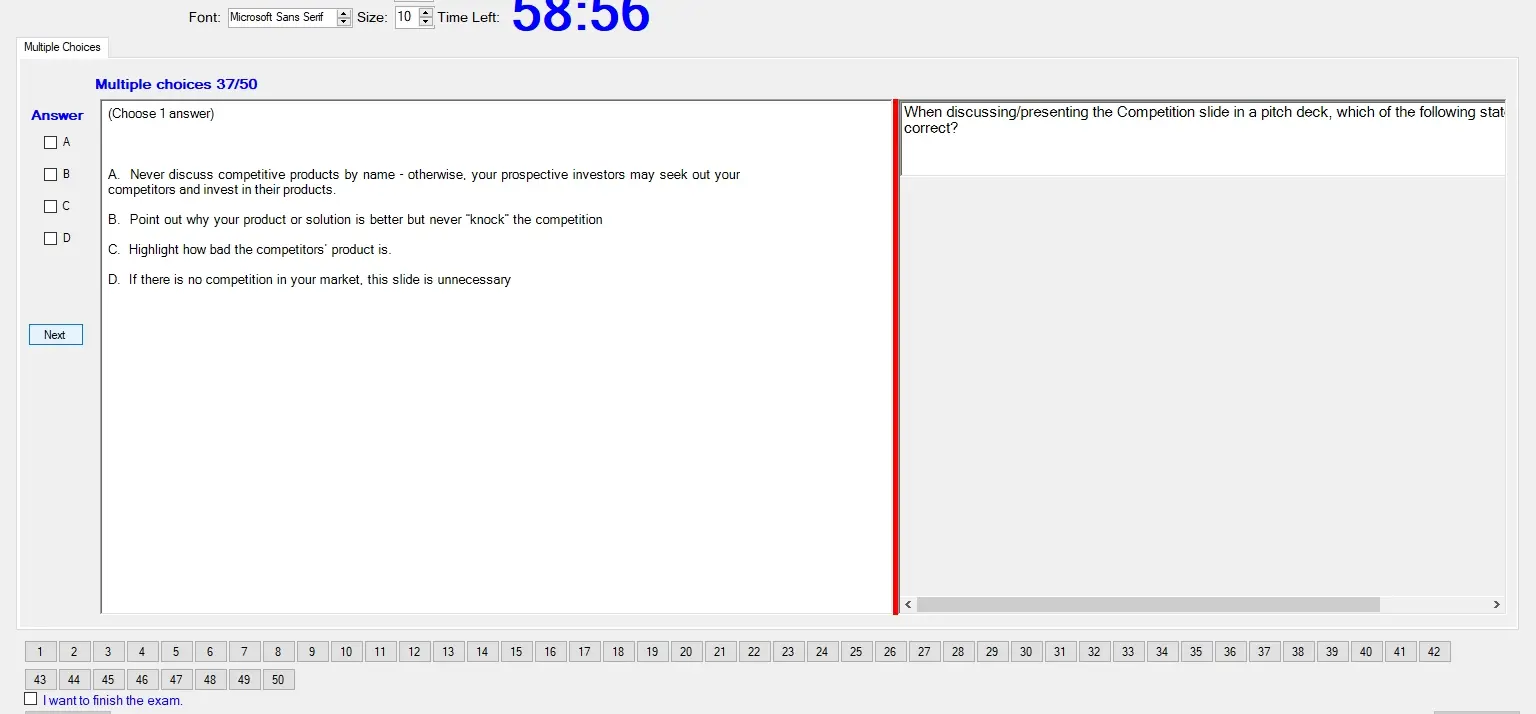 Font: Microsoft Sans Serif Size: 10 Time Left: 58:56
Multiple Choices
Multiple choices 37/50
Answer
A
B
C
D
Next
(Choose 1 answer)
A. Never discuss competitive products by name - otherwise, your prospective investors may seek out your
competitors and invest in their products.
B. Point out why your product or solution is better but never “knock” the competition
C. Highlight how bad the competitors’ product is.
D. If there is no competition in your market, this slide is unnecessary
When discussing/presenting the Competition slide in a pitch deck, which of the following
correct?
1 2 3 4 5 6 7 8 9 10 11 12 13 14 15 16 17 18 19 20 21 22 23 24 25 26 27 28 29 30 31 32 33 34 35 36 37 38 39 40 41 42
43 44 45 46 47 48 49 50
I want to finish the exam.